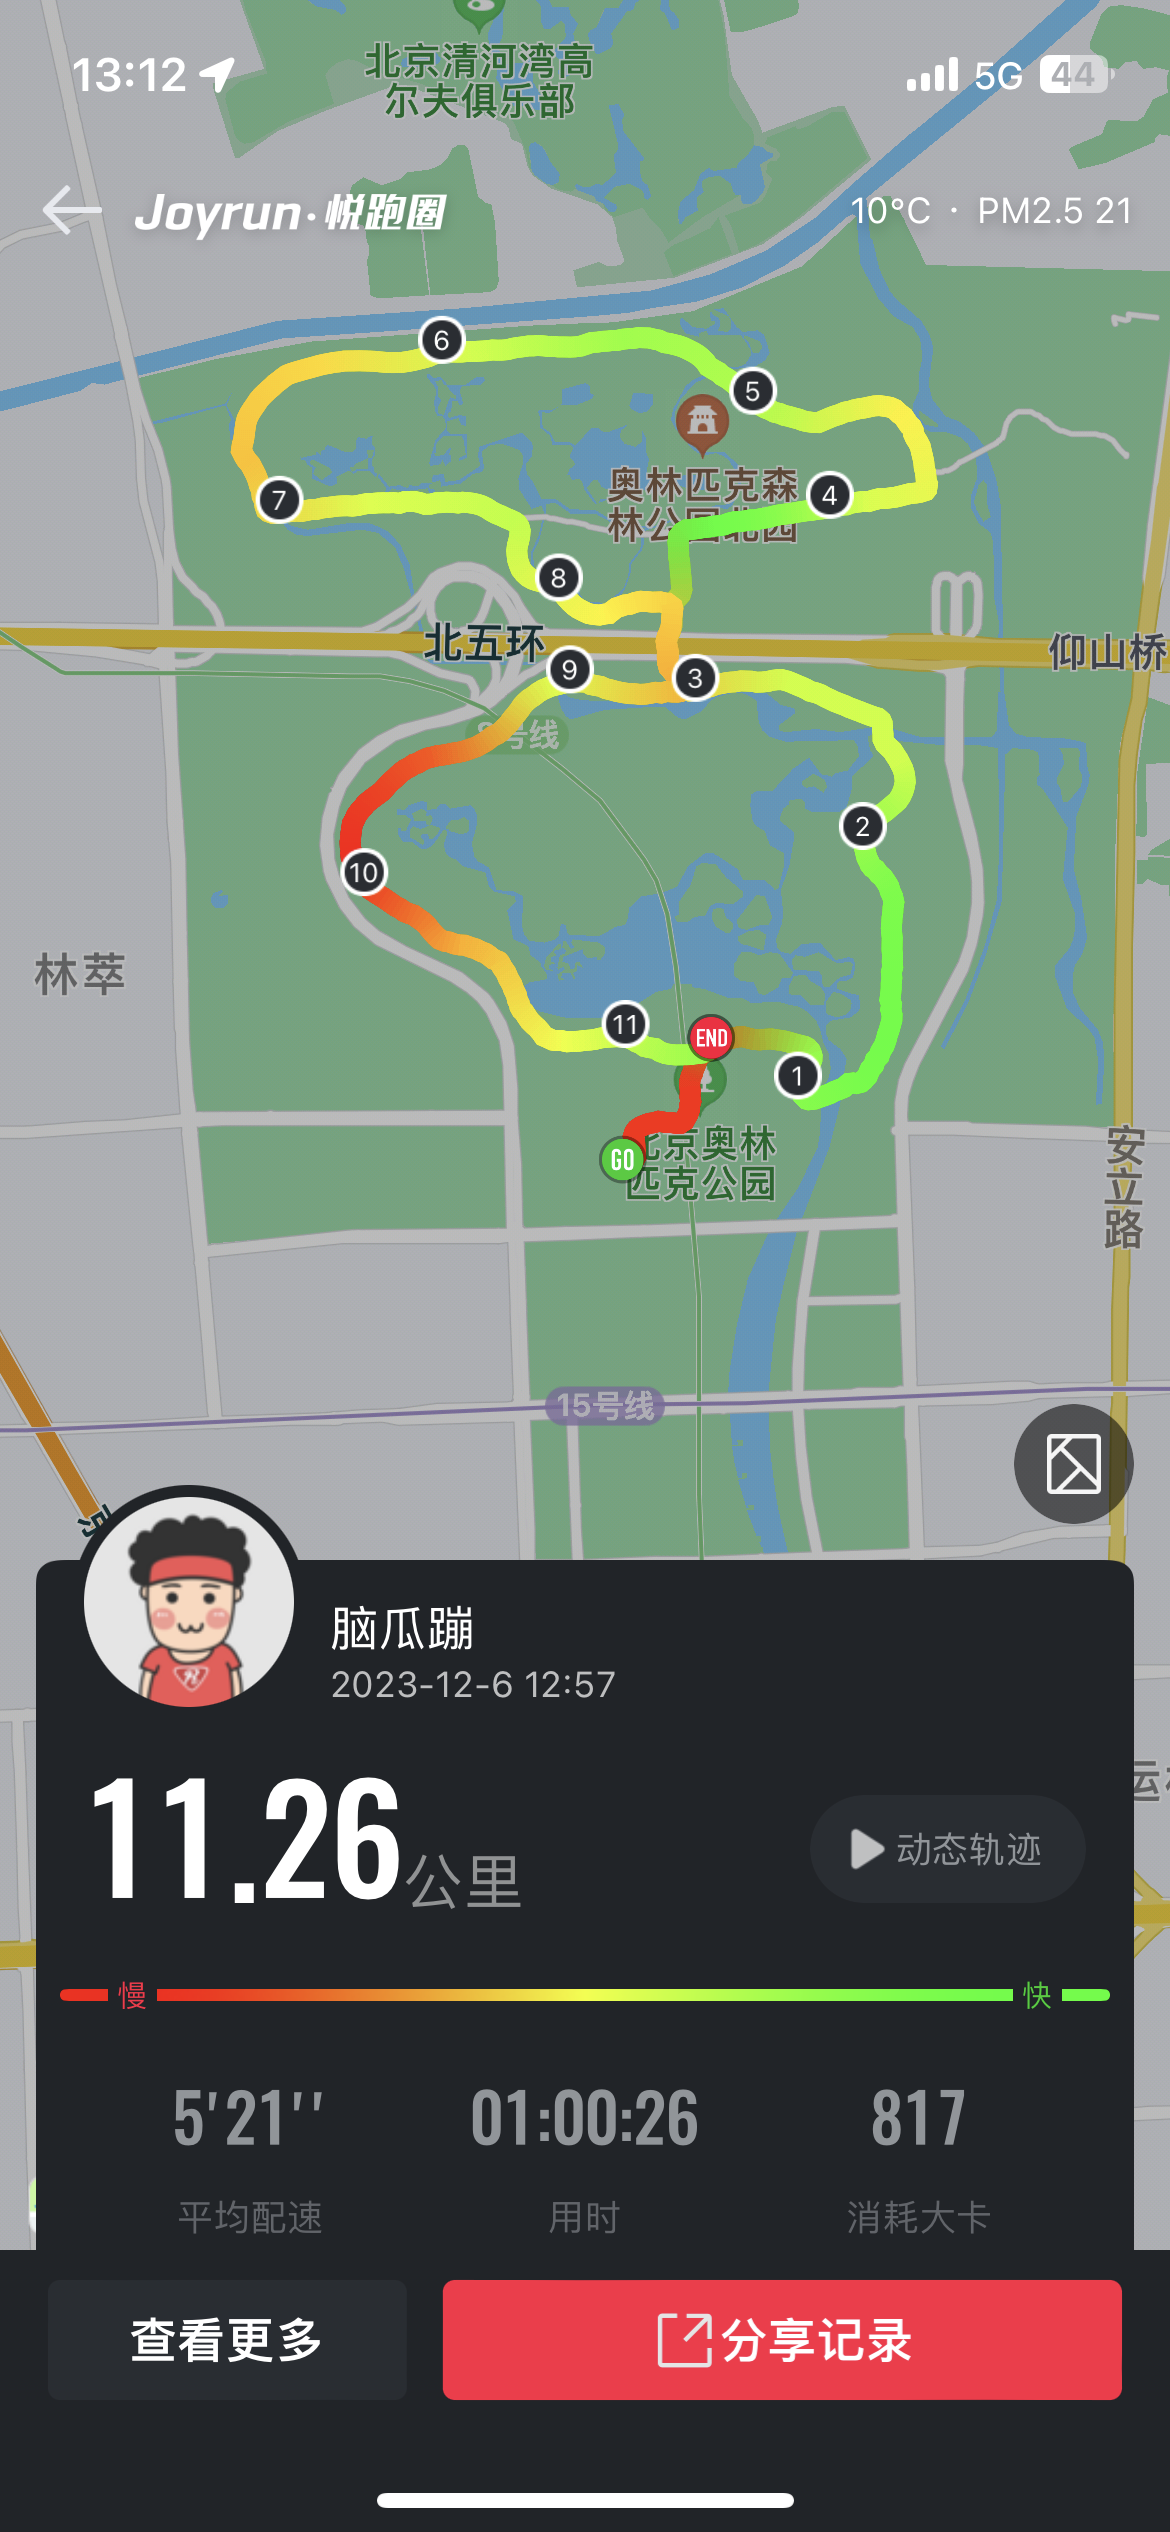 北京清河湾高
尔夫俱乐部
13:12
5G 44
Joyrun·悦跑圈
10°C · PM2.5 21
6
5
奥林匹克森
林公园北园
4
7
8
北五环
仰山桥
9
3
8号线
2
10
林萃
11
END
1
GO
北京奥林
匹克公园
安立路
15号线
脑瓜蹦
2023-12-6 12:57
11.26公里
动态轨迹
慢
快
5'21''
01:00:26
817
平均配速
用时
消耗大卡
查看更多
分享记录